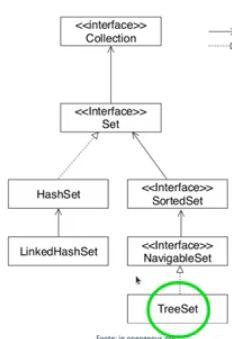 <<interface>>
Collection
<<Interface>>
Set
HashSet
<<Interface>>
SortedSet
LinkedHashSet
<<Interface>>
NavigableSet
TreeSet